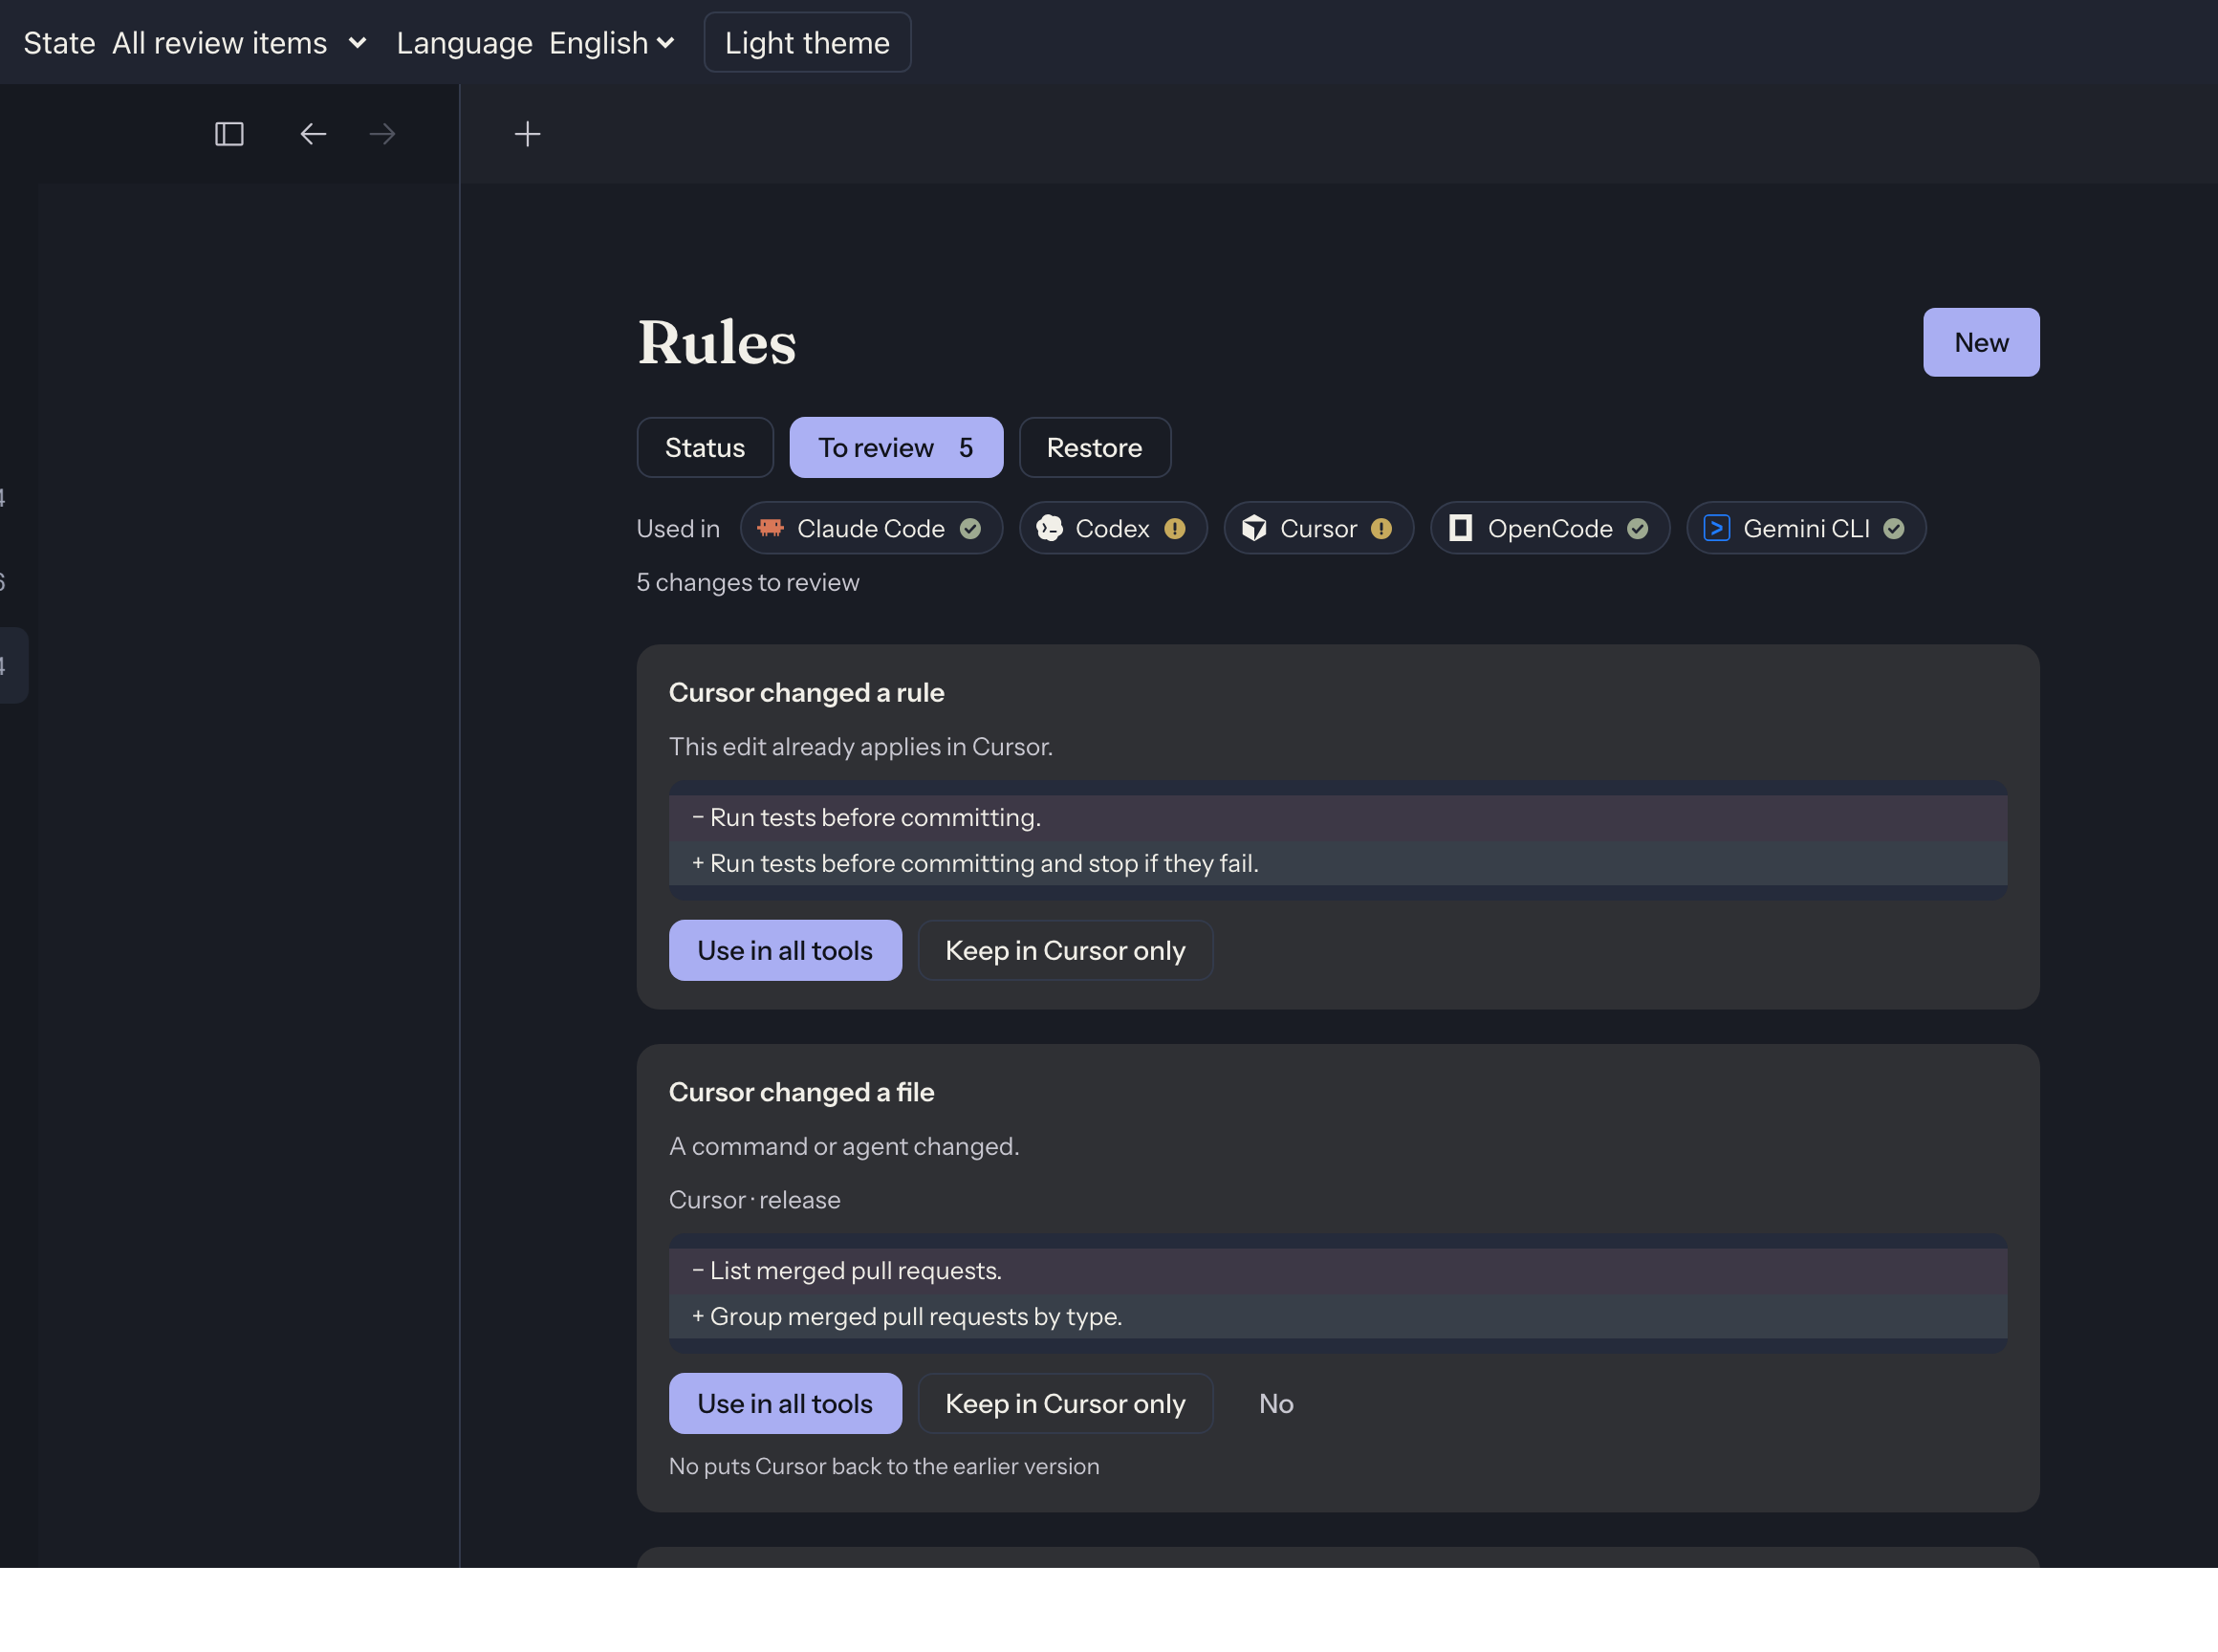 State All review items Language English Light theme
Rules
New
Status To review 5 Restore
Used in Claude Code Codex Cursor OpenCode Gemini CLI
4
5 changes to review
6
4
Cursor changed a rule
This edit already applies in Cursor.
− Run tests before committing.
+ Run tests before committing and stop if they fail.
Use in all tools Keep in Cursor only
Cursor changed a file
A command or agent changed.
Cursor · release
− List merged pull requests.
+ Group merged pull requests by type.
Use in all tools Keep in Cursor only No
No puts Cursor back to the earlier version